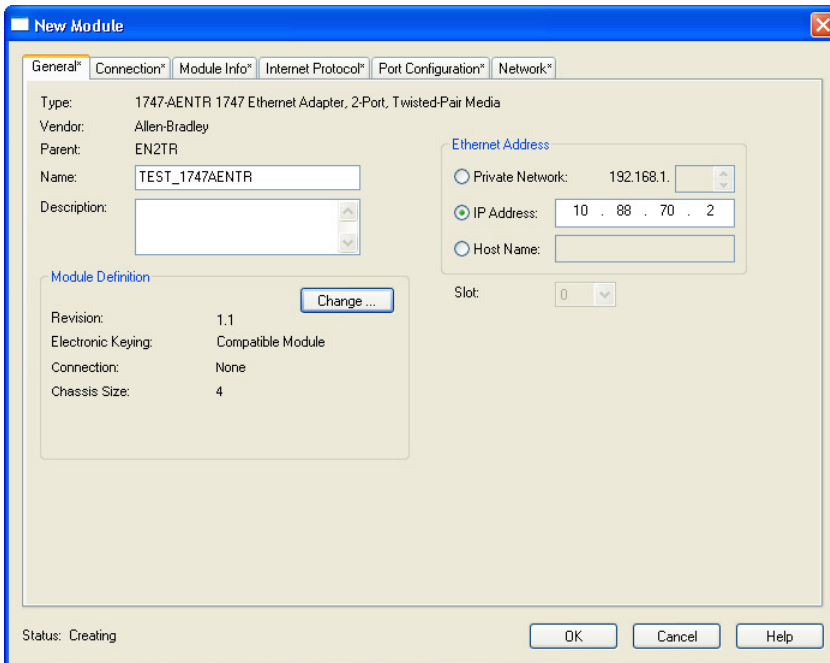 New Module
General* Connection* Module Info* Internet Protocol* Port Configuration* Network*
Type: 1747-AENTR 1747 Ethernet Adapter, 2-Port, Twisted-Pair Media
Vendor: Allen-Bradley
Parent: EN2TR
Name: TEST_1747AENTR
Description:
Ethernet Address
Private Network: 192.168.1.
IP Address: 10 . 88 . 70 . 2
Host Name:
Slot: 0
Module Definition
Change ...
Revision: 1.1
Electronic Keying: Compatible Module
Connection: None
Chassis Size: 4
Status: Creating
OK Cancel Help